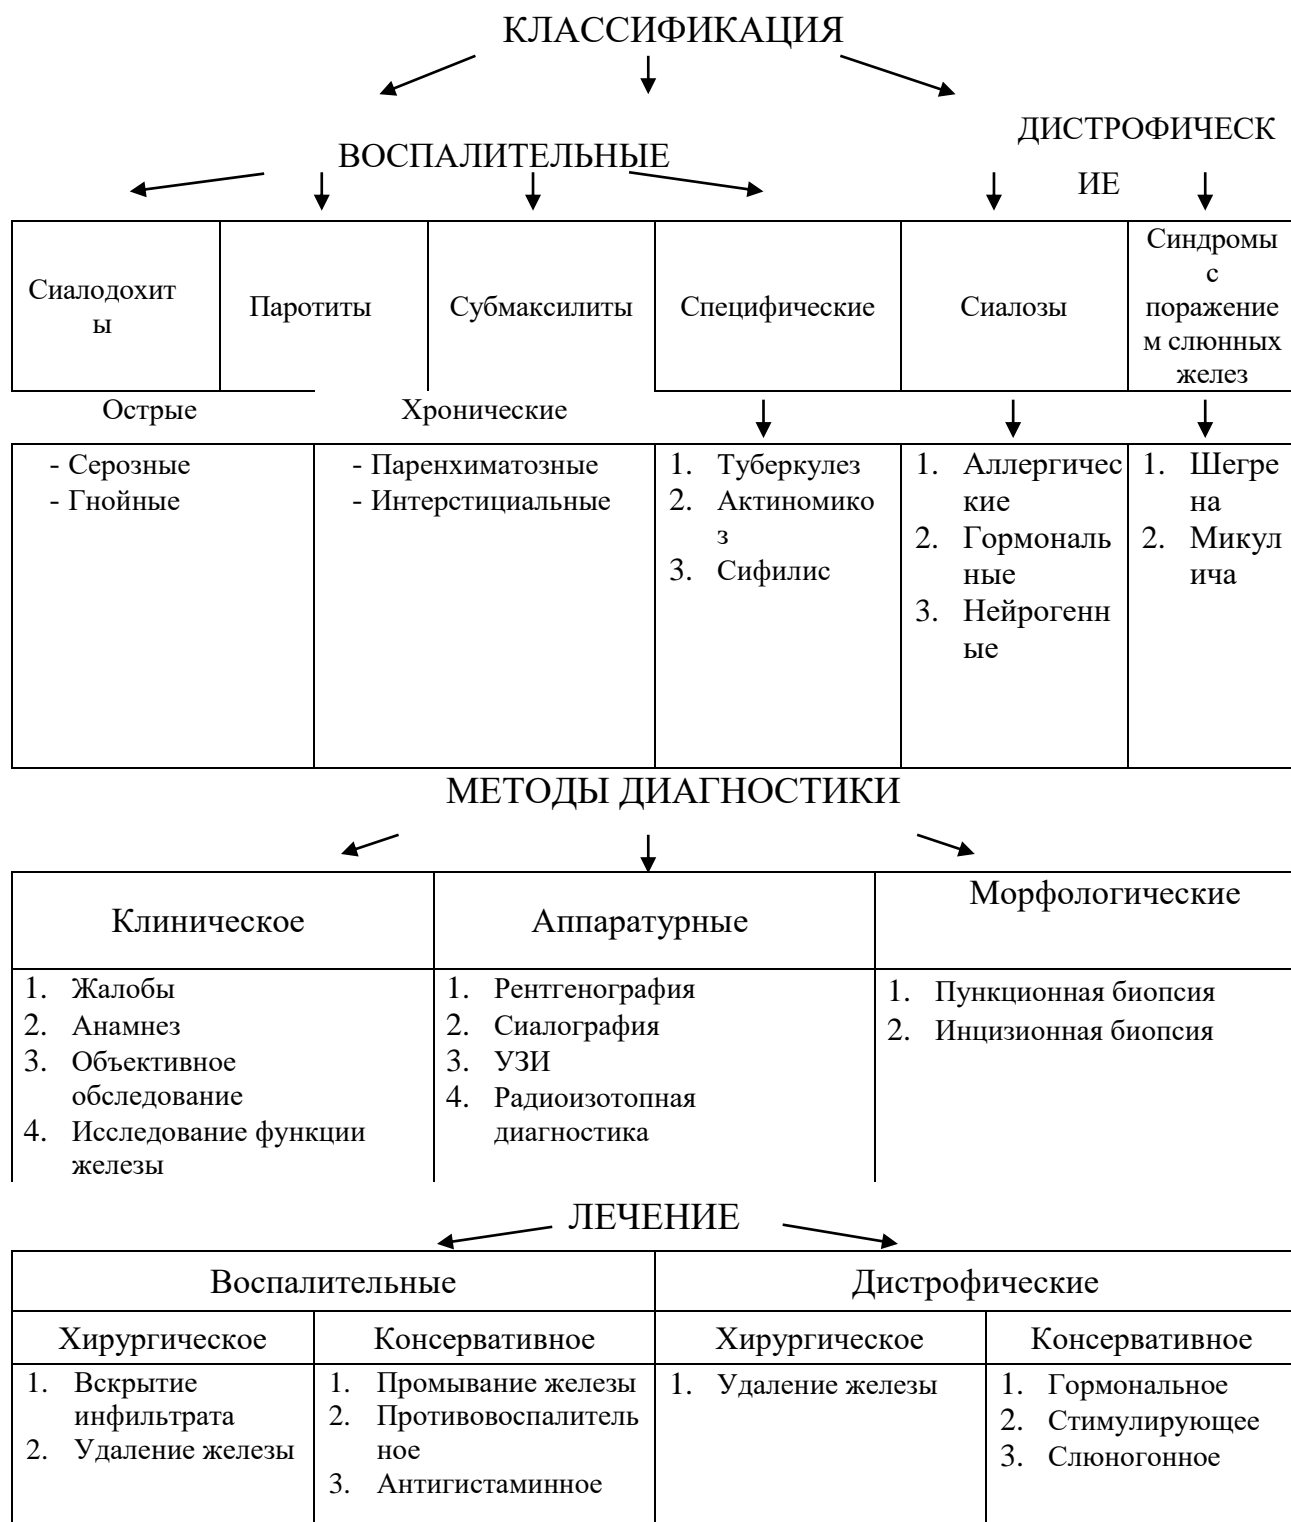 КЛАССИФИКАЦИЯ
ВОСПАЛИТЕЛЬНЫЕ
ДИСТРОФИЧЕСК
ИЕ
Сиалодохит
ы
Паротиты
Субмаксилиты
Специфические
Сиалозы
Синдромы
с
поражение
м слюнных
желез
Острые
Хронические
- Серозные
- Гнойные
- Паренхиматозные
- Интерстициальные
1. Туберкулез
2. Актиномико
з
3. Сифилис
1. Аллергичес
кие
2. Гормональ
ные
3. Нейрогенн
ые
1. Шегре
на
2. Микул
ича
МЕТОДЫ ДИАГНОСТИКИ
Клиническое
Аппаратурные
Морфологические
1. Жалобы
2. Анамнез
3. Объективное
обследование
4. Исследование функции
железы
1. Рентгенография
2. Сиалография
3. УЗИ
4. Радиоизотопная
диагностика
1. Пункционная биопсия
2. Инцизионная биопсия
ЛЕЧЕНИЕ
Воспалительные
Дистрофические
Хирургическое
Консервативное
Хирургическое
Консервативное
1. Вскрытие
инфильтрата
2. Удаление железы
1. Промывание железы
2. Противовоспалитель
ное
3. Антигистаминное
1. Удаление железы
1. Гормональное
2. Стимулирующее
3. Слюногонное